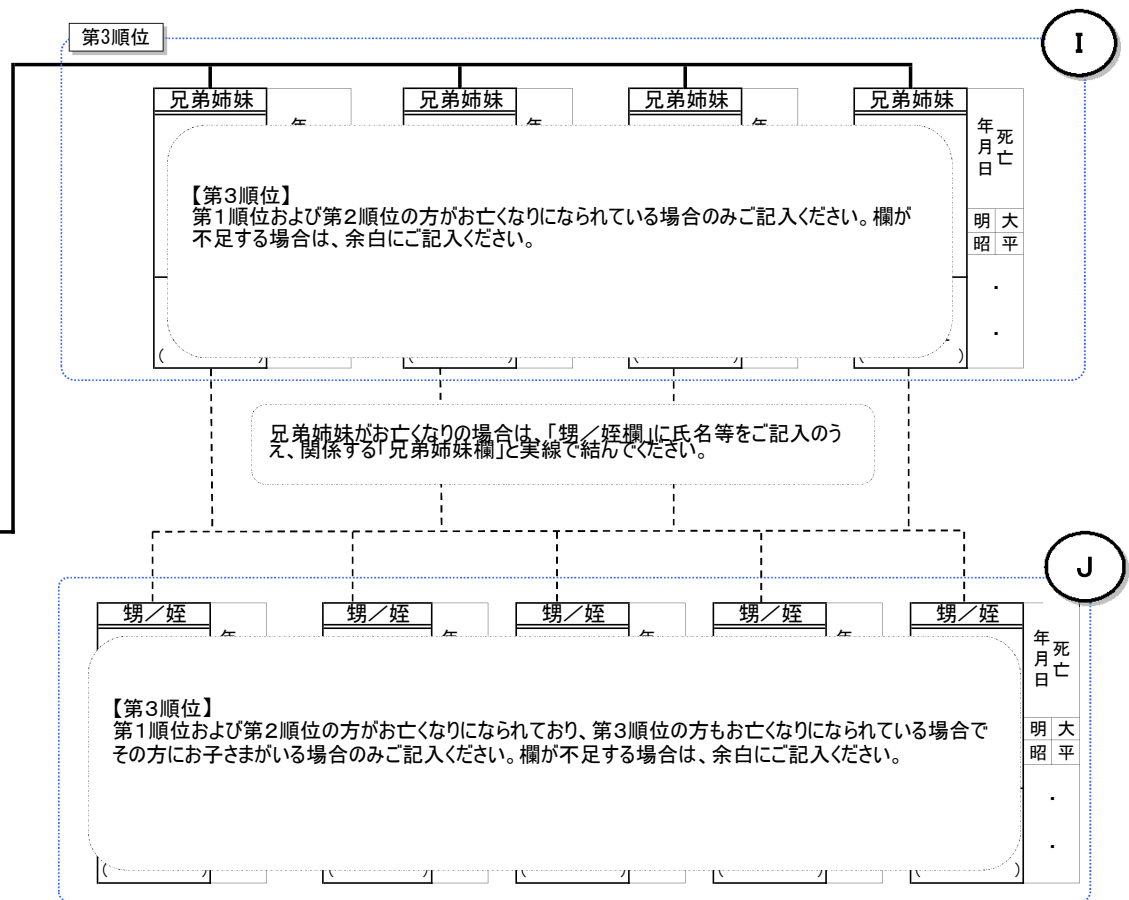 第3順位
I
兄弟姉妹 兄弟姉妹 兄弟姉妹 兄弟姉妹
年 年 年 年月日 死亡
明 大
昭 平
・
・
【第3順位】
第1順位および第2順位の方がお亡くなりになられている場合のみご記入ください。欄が
不足する場合は、余白にご記入ください。
( ) ( ) ( ) ( )
兄弟姉妹がお亡くなりの場合は、「甥／姪欄」に氏名等をご記入のう
え、関係する「兄弟姉妹欄」と実線で結んでください。
J
甥／姪 甥／姪 甥／姪 甥／姪 甥／姪
年 年 年 年 年月日 死亡
明 大
昭 平
・
・
【第3順位】
第1順位および第2順位の方がお亡くなりになられており、第3順位の方もお亡くなりになられている場合で
その方にお子さまがいる場合のみご記入ください。欄が不足する場合は、余白にご記入ください。
( ) ( ) ( ) ( ) ( )